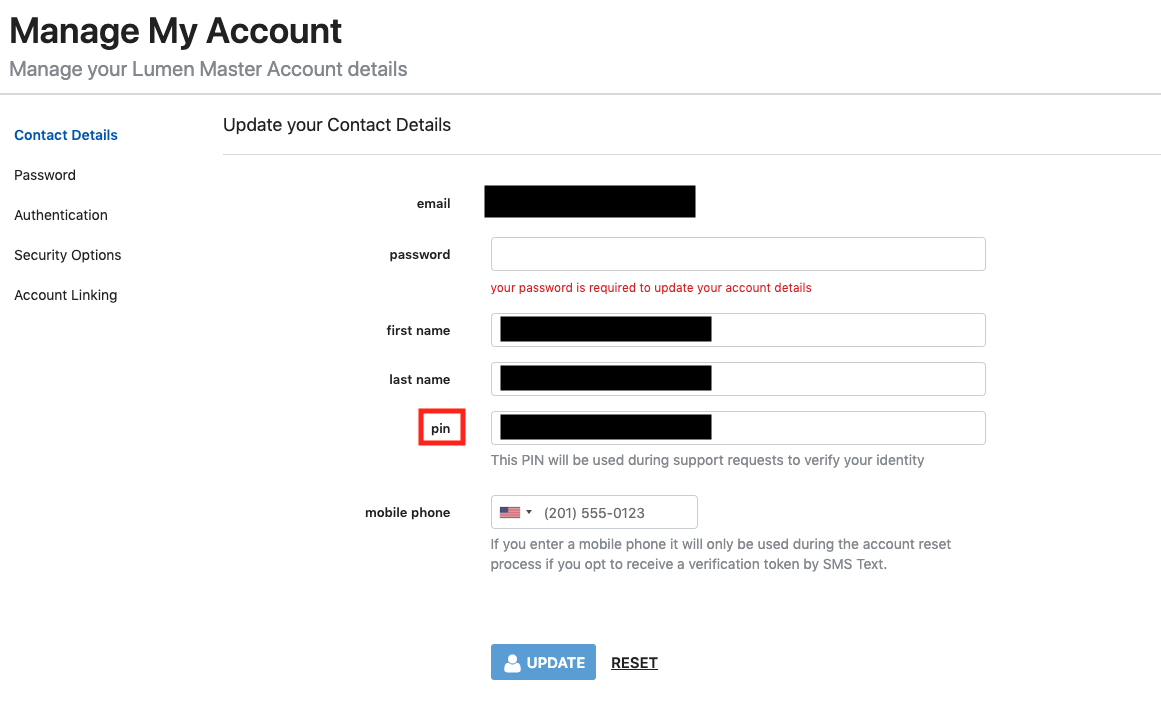 Manage My Account
Manage your Lumen Master Account details
Contact Details
Password
Authentication
Security Options
Account Linking
Update your Contact Details
email
password
your password is required to update your account details
first name
last name
pin
This PIN will be used during support requests to verify your identity
mobile phone
(201) 555-0123
If you enter a mobile phone it will only be used during the account reset
process if you opt to receive a verification token by SMS Text.
UPDATE
RESET